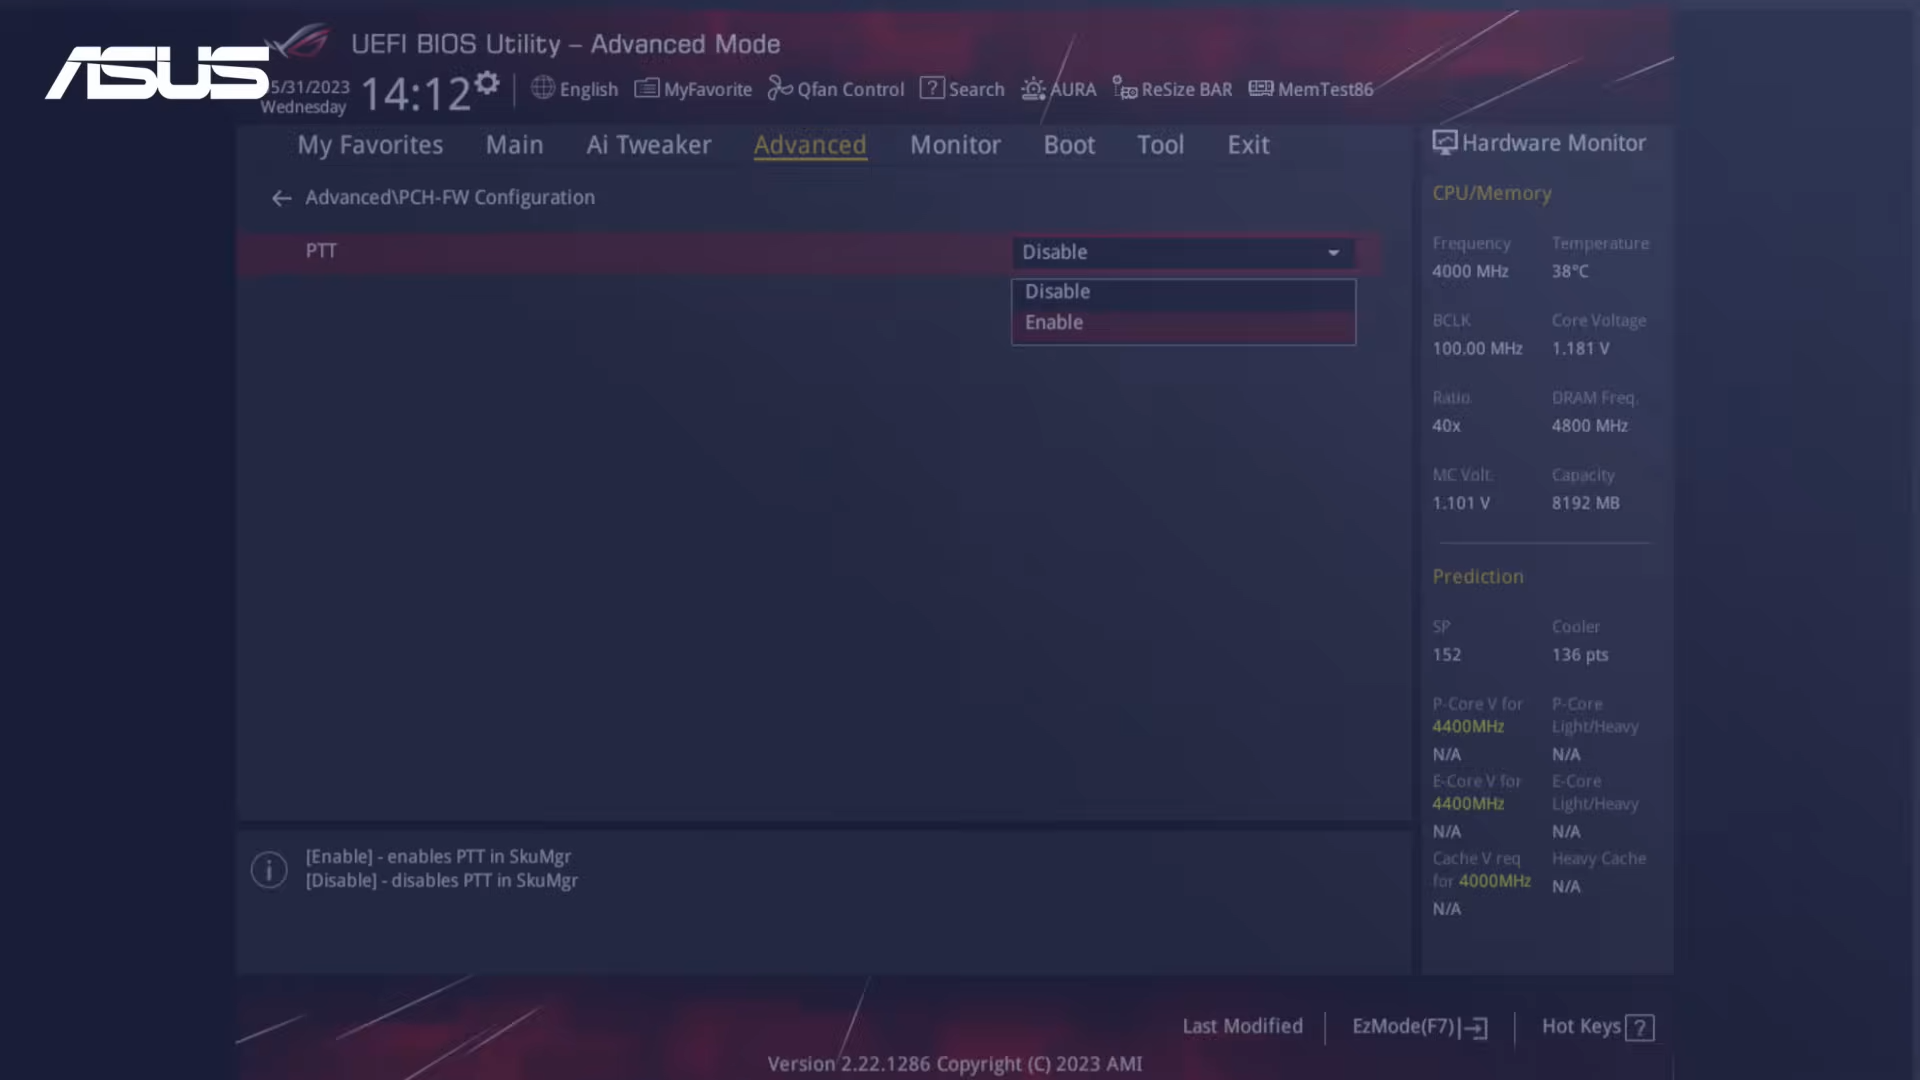 ASUS
UEFI BIOS Utility – Advanced Mode
5/31/2023
Wednesday
14:12
English
MyFavorite
Qfan Control
? Search
AURA
ReSize BAR
MemTest86
My Favorites
Main
Ai Tweaker
Advanced
Monitor
Boot
Tool
Exit
← Advanced\PCH-FW Configuration
PTT
Disable
Disable
Enable
[Enable] - enables PTT in SkuMgr
[Disable] - disables PTT in SkuMgr
Hardware Monitor
CPU/Memory
Frequency Temperature
4000 MHz 38°C
BCLK Core Voltage
100.00 MHz 1.181 V
Ratio DRAM Freq.
40x 4800 MHz
MC Volt. Capacity
1.101 V 8192 MB
Prediction
SP Cooler
152 136 pts
P-Core V for P-Core
4400MHz Light/Heavy
N/A N/A
E-Core V for E-Core
4400MHz Light/Heavy
N/A N/A
Cache V req Heavy Cache
for 4000MHz N/A
N/A
Last Modified
EzMode(F7)
Hot Keys ?
Version 2.22.1286 Copyright (C) 2023 AMI